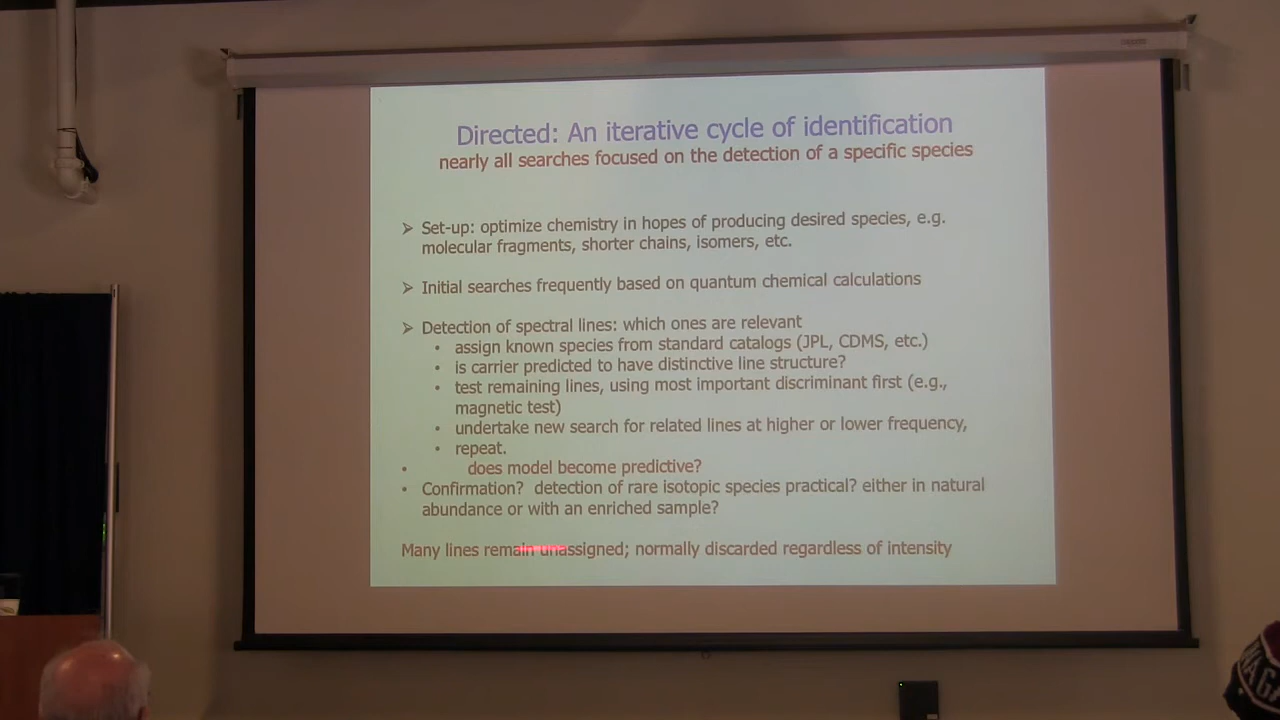 Directed: An iterative cycle of identification
nearly all searches focused on the detection of a specific species
➢ Set-up: optimize chemistry in hopes of producing desired species, e.g.
molecular fragments, shorter chains, isomers, etc.
➢ Initial searches frequently based on quantum chemical calculations
➢ Detection of spectral lines: which ones are relevant
• assign known species from standard catalogs (JPL, CDMS, etc.)
• is carrier predicted to have distinctive line structure?
• test remaining lines, using most important discriminant first (e.g.,
magnetic test)
• undertake new search for related lines at higher or lower frequency,
• repeat.
• does model become predictive?
• Confirmation? detection of rare isotopic species practical? either in natural
abundance or with an enriched sample?
Many lines remain unassigned; normally discarded regardless of intensity